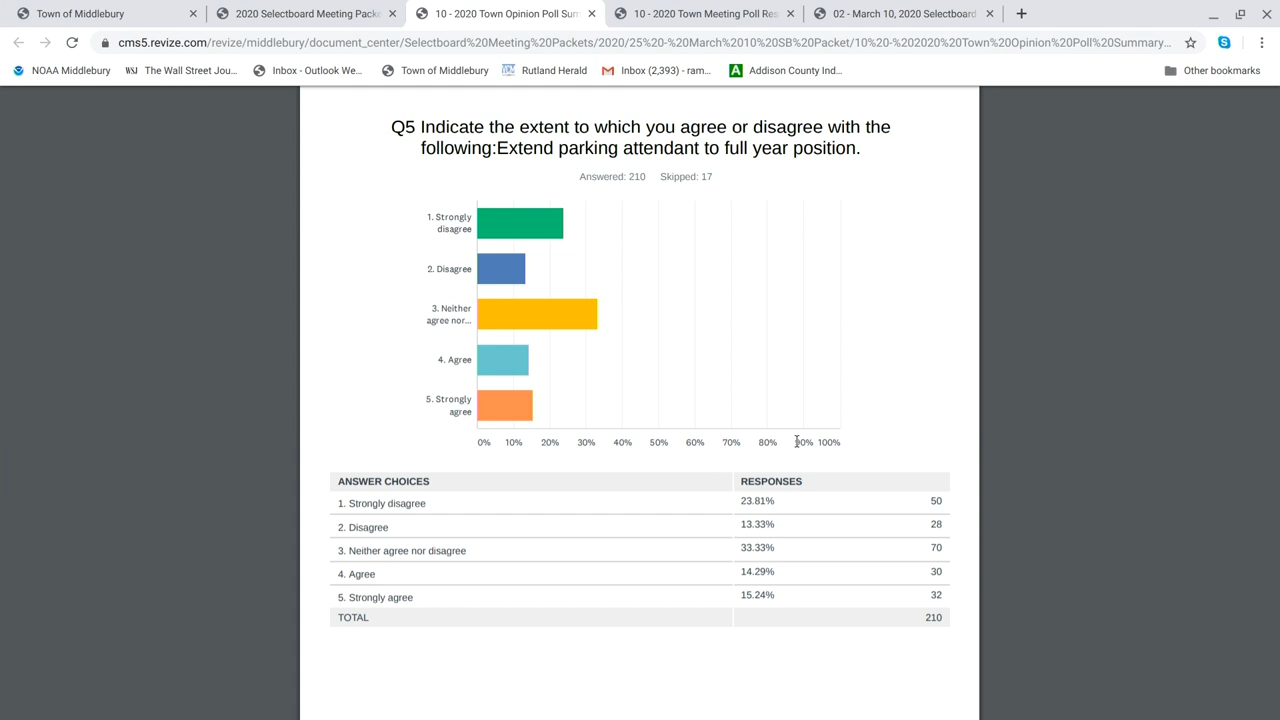 Town of Middlebury
2020 Selectboard Meeting Packe
10 - 2020 Town Opinion Poll Sum
10 - 2020 Town Meeting Poll Res
02 - March 10, 2020 Selectboard
cms5.revize.com/revize/middlebury/document_center/Selectboard%20Meeting%20Packets/2020/25%20-%20March%2010%20SB%20Packet/10%20-%202020%20Town%20Opinion%20Poll%20Summary...
NOAA Middlebury
WSJ The Wall Street Jou...
Inbox - Outlook We...
Town of Middlebury
Rutland Herald
Inbox (2,393) - ram...
A Addison County Ind...
Other bookmarks
Q5 Indicate the extent to which you agree or disagree with the
following:Extend parking attendant to full year position.
Answered: 210 Skipped: 17
1. Strongly
disagree
2. Disagree
3. Neither
agree nor...
4. Agree
5. Strongly
agree
0% 10% 20% 30% 40% 50% 60% 70% 80% 90% 100%
ANSWER CHOICES RESPONSES
1. Strongly disagree 23.81% 50
2. Disagree 13.33% 28
3. Neither agree nor disagree 33.33% 70
4. Agree 14.29% 30
5. Strongly agree 15.24% 32
TOTAL 210